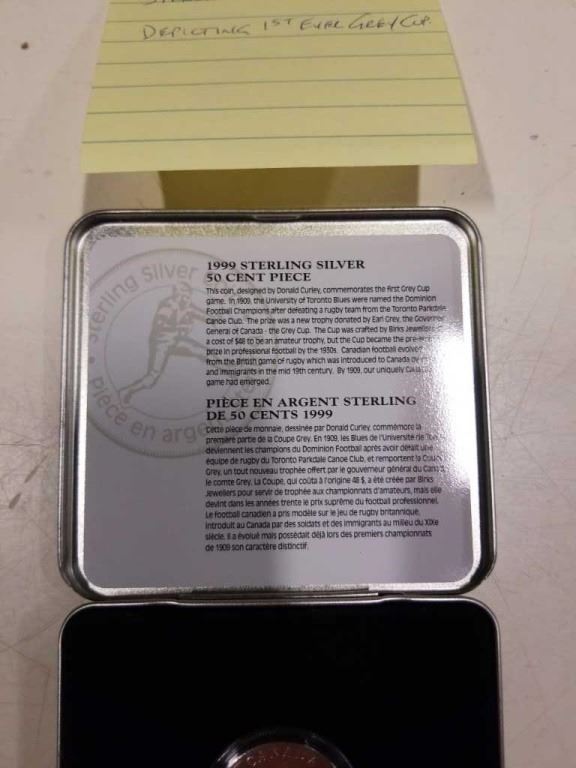 DEPICTING 1ST EVER GREY CUP.
Sterling Silver
Pièce en arge
1999 STERLING SILVER
50 CENT PIECE
This coin, designed by Donald Curley, commemorates the first Grey Cup
game. In 1909, the University of Toronto Blues were named the Dominion
Football Champions after defeating a rugby team from the Toronto Parkdale
Canoe Club. The prize was a new trophy donated by Earl Grey, the Governor
General of Canada - the Grey Cup. The Cup was crafted by Birks Jewellers
a cost of $48 to be an amateur trophy, but the Cup became the
prize in professional football by the 1930s. Canadian football evolve
from the British game of rugby which was introduced to Canada by
and immigrants in the mid 19th century. By 1909, our uniquely
game had emerged.
PIÈCE EN ARGENT STERLING
DE 50 CENTS 1999
Cette pièce de monnaie, dessinée par Donald Curley, commémore la
première partie de la Coupe Grey. En 1909, les Blues de l'Université de
deviennent les champions du Dominion Football après avoir défait une
équipe de rugby du Toronto Parkdale Canoe Club, et remportent la Coupe
Grey, un tout nouveau trophée offert par le gouverneur général du Canada,
le comte Grey. La Coupe, qui coûta à l'origine 48 $, a été créée par Birks
Jewellers pour servir de trophée aux championnats d'amateurs, mais elle
devint dans les années trente le prix suprême du football professionnel.
Le football canadien a pris modèle sur le jeu de rugby britannique,
introduit au Canada par des soldats et des immigrants au milieu du XIXe
siècle. Il a évolué mais possédait déjà lors des premiers championnats
de 1909 son caractère distinctif.
CANADA